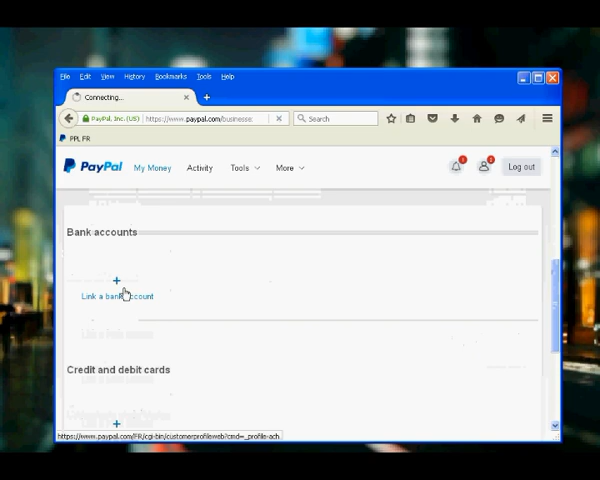 File Edit View History Bookmarks Tools Help
Connecting...
PayPal, Inc. (US) https://www.paypal.com/businesse: Search
PPL FR
PayPal My Money Activity Tools More Log out
Bank accounts
Link a bank account
Credit and debit cards
https://www.paypal.com/FR/cgi-bin/customerprofileweb?cmd=_profile-ach